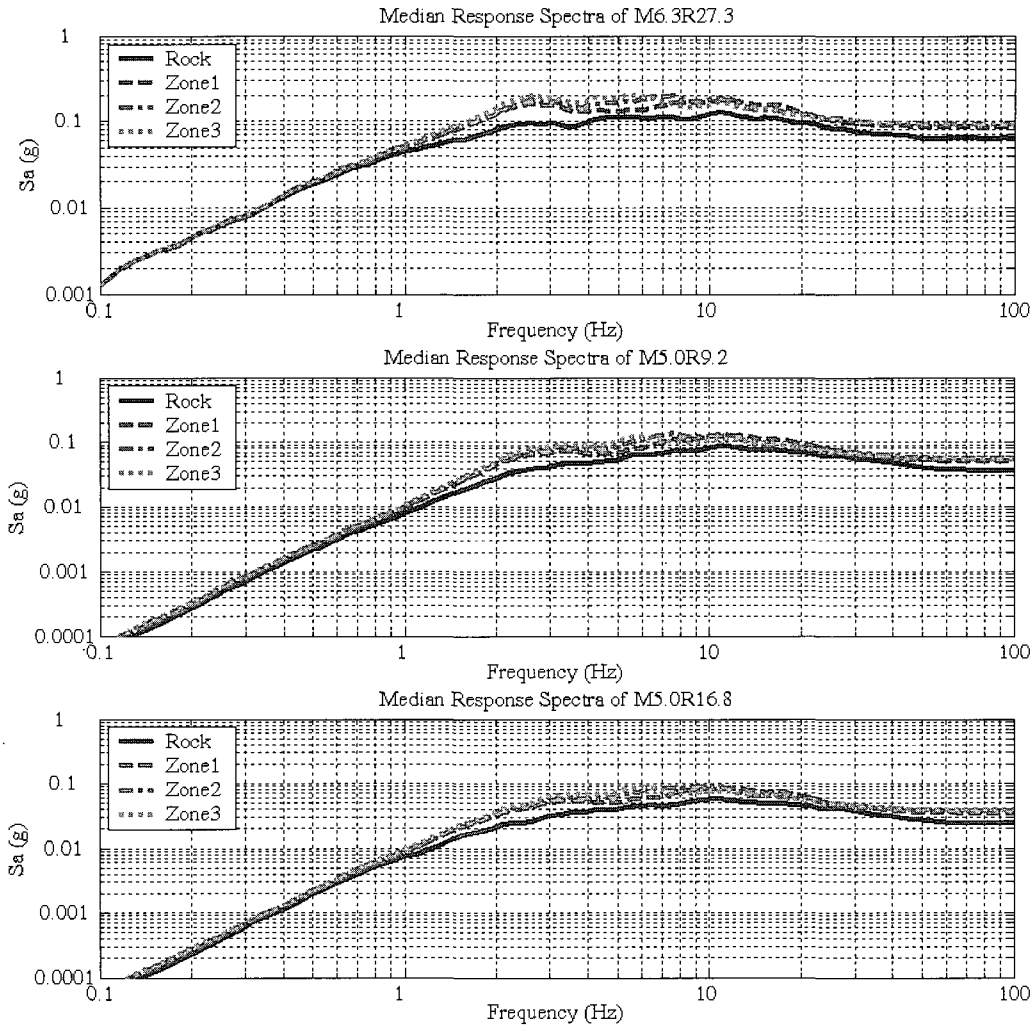 Median Response Spectra of M6.3R27.3
1
0.1
0.01
0.001
Sa (g)
Rock
Zone1
Zone2
Zone3
0.1 1 10 100
Frequency (Hz)
Median Response Spectra of M5.0R9.2
1
0.1
0.01
0.001
0.0001
Sa (g)
Rock
Zone1
Zone2
Zone3
0.1 1 10 100
Frequency (Hz)
Median Response Spectra of M5.0R16.8
1
0.1
0.01
0.001
0.0001
Sa (g)
Rock
Zone1
Zone2
Zone3
0.1 1 10 100
Frequency (Hz)